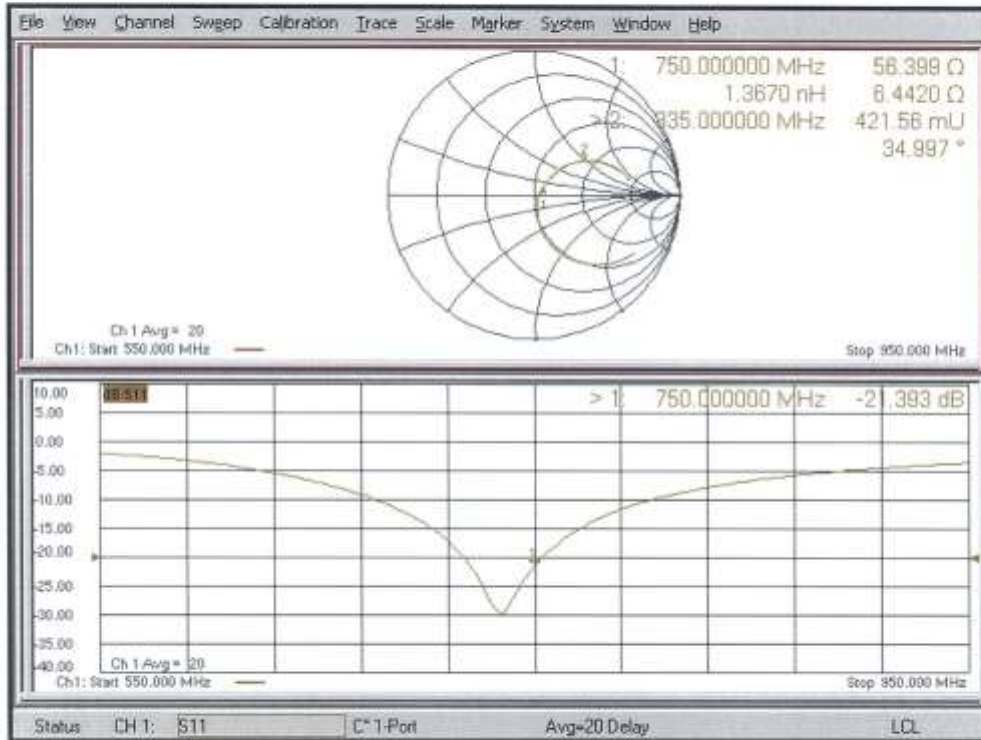 File View Channel Sweep Calibration Trace Scale Marker System Window Help
1: 750.000000 MHz 56.399 Ω
1.3670 nH 6.4420 Ω
> 2: 835.000000 MHz 421.56 mU
34.997 °
2
1
Ch 1 Avg = 20
Ch1: Start 550.000 MHz
Stop 950.000 MHz
10.00
dB-S11
> 1: 750.000000 MHz -21.393 dB
5.00
0.00
-5.00
-10.00
-15.00
-20.00
1
-25.00
-30.00
-35.00
-40.00
Ch 1 Avg = 20
Ch1: Start 550.000 MHz
Stop 950.000 MHz
Status CH 1: S11 C* 1-Port Avg=20 Delay LCL